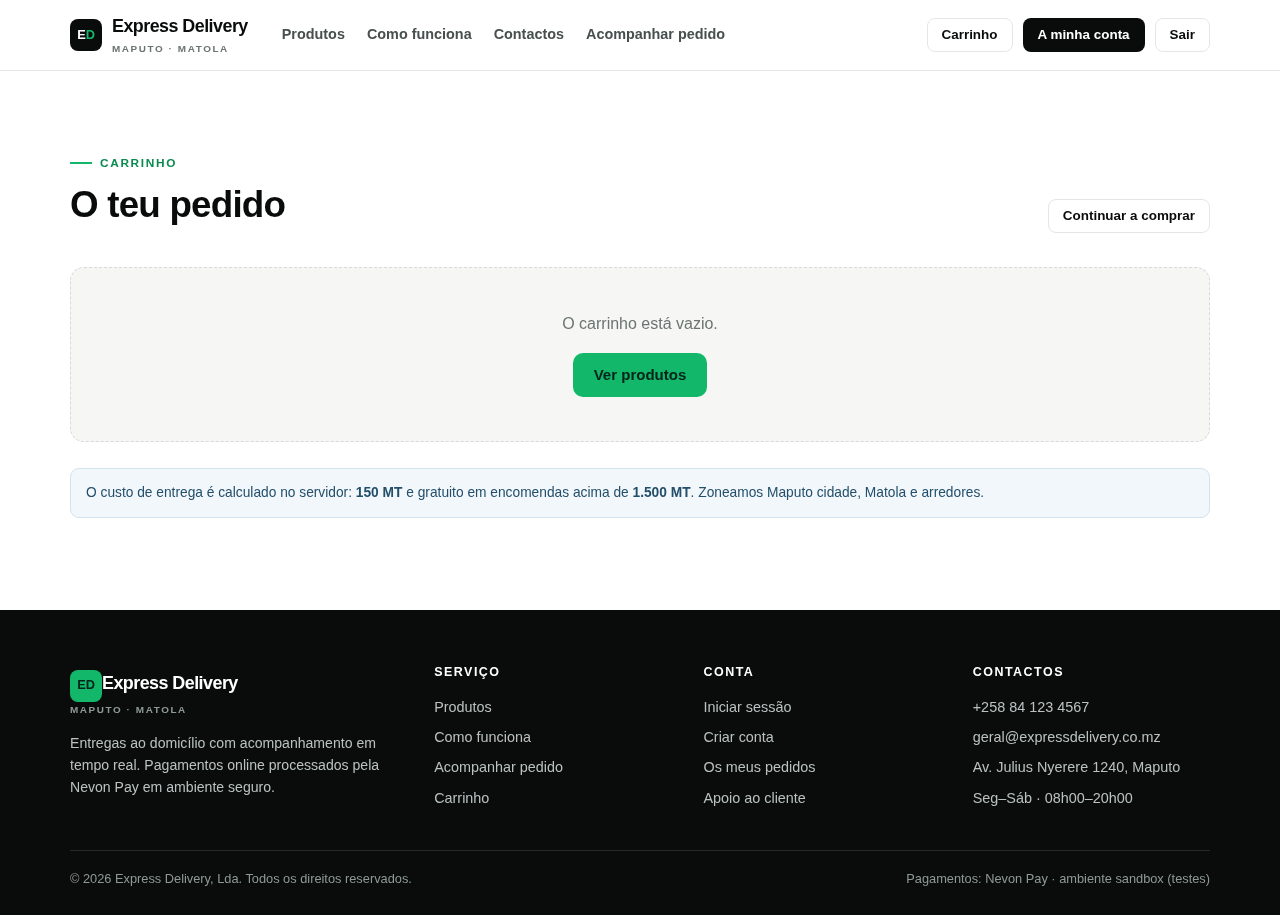 ED Express Delivery
MAPUTO · MATOLA
Produtos Como funciona Contactos Acompanhar pedido
Carrinho A minha conta Sair
CARRINHO
O teu pedido
Continuar a comprar
O carrinho está vazio.
Ver produtos
O custo de entrega é calculado no servidor: 150 MT e gratuito em encomendas acima de 1.500 MT. Zoneamos Maputo cidade, Matola e arredores.
ED Express Delivery
MAPUTO · MATOLA
Entregas ao domicílio com acompanhamento em
tempo real. Pagamentos online processados pela
Nevon Pay em ambiente seguro.
SERVIÇO
Produtos
Como funciona
Acompanhar pedido
Carrinho
CONTA
Iniciar sessão
Criar conta
Os meus pedidos
Apoio ao cliente
CONTACTOS
+258 84 123 4567
geral@expressdelivery.co.mz
Av. Julius Nyerere 1240, Maputo
Seg–Sáb · 08h00–20h00
© 2026 Express Delivery, Lda. Todos os direitos reservados.
Pagamentos: Nevon Pay · ambiente sandbox (testes)